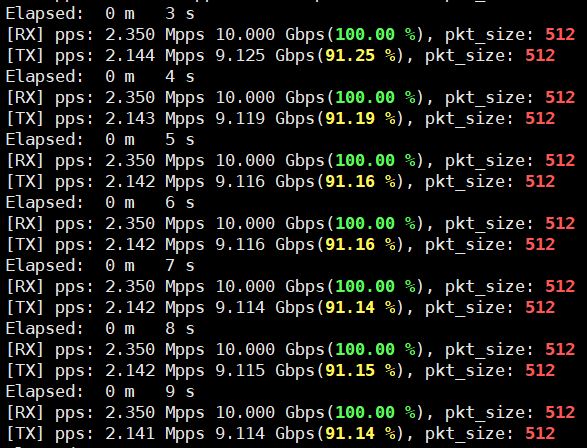 Elapsed:  0 m   3 s
[RX] pps: 2.350 Mpps 10.000 Gbps(100.00 %), pkt_size: 512
[TX] pps: 2.144 Mpps 9.125 Gbps(91.25 %), pkt_size: 512
Elapsed:  0 m   4 s
[RX] pps: 2.350 Mpps 10.000 Gbps(100.00 %), pkt_size: 512
[TX] pps: 2.143 Mpps 9.119 Gbps(91.19 %), pkt_size: 512
Elapsed:  0 m   5 s
[RX] pps: 2.350 Mpps 10.000 Gbps(100.00 %), pkt_size: 512
[TX] pps: 2.142 Mpps 9.116 Gbps(91.16 %), pkt_size: 512
Elapsed:  0 m   6 s
[RX] pps: 2.350 Mpps 10.000 Gbps(100.00 %), pkt_size: 512
[TX] pps: 2.142 Mpps 9.116 Gbps(91.16 %), pkt_size: 512
Elapsed:  0 m   7 s
[RX] pps: 2.350 Mpps 10.000 Gbps(100.00 %), pkt_size: 512
[TX] pps: 2.142 Mpps 9.114 Gbps(91.14 %), pkt_size: 512
Elapsed:  0 m   8 s
[RX] pps: 2.350 Mpps 10.000 Gbps(100.00 %), pkt_size: 512
[TX] pps: 2.142 Mpps 9.115 Gbps(91.15 %), pkt_size: 512
Elapsed:  0 m   9 s
[RX] pps: 2.350 Mpps 10.000 Gbps(100.00 %), pkt_size: 512
[TX] pps: 2.141 Mpps 9.114 Gbps(91.14 %), pkt_size: 512